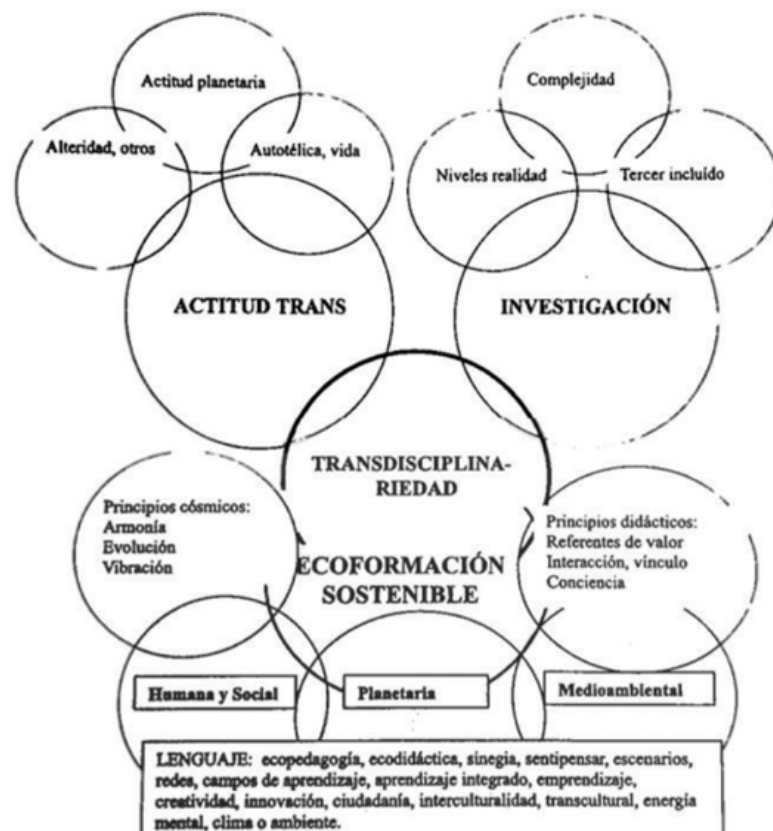 Actitud planetaria
Alteridad, otros
Autotélica, vida
Complejidad
Niveles realidad
Tercer incluído
ACTITUD TRANS
INVESTIGACIÓN
TRANSDISCIPLINA-
RIEDAD
Principios cósmicos:
Armonía
Evolución
Vibración
ECOFORMACIÓN
SOSTENIBLE
Principios didácticos:
Referentes de valor
Interacción, vínculo
Conciencia
Humana y Social
Planetaria
Medioambiental
LENGUAJE: ecopedagogía, ecodidáctica, sinegia, sentipensar, escenarios,
redes, campos de aprendizaje, aprendizaje integrado, emprendizaje,
creatividad, innovación, ciudadanía, interculturalidad, transcultural, energía
mental, clima o ambiente.